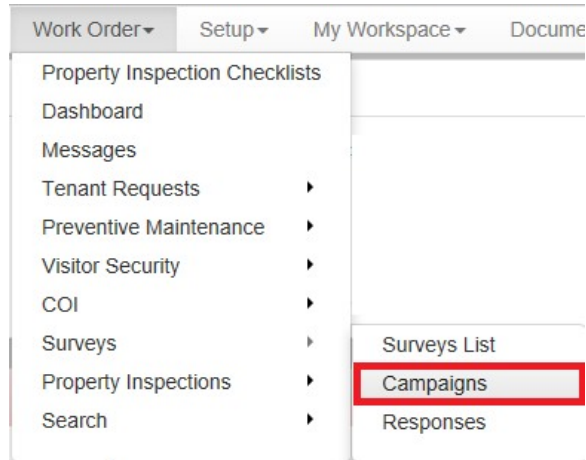 Work Order Setup My Workspace Docume
Property Inspection Checklists
Dashboard
Messages
Tenant Requests
Preventive Maintenance
Visitor Security
COI
Surveys
Surveys List
Property Inspections
Campaigns
Search
Responses